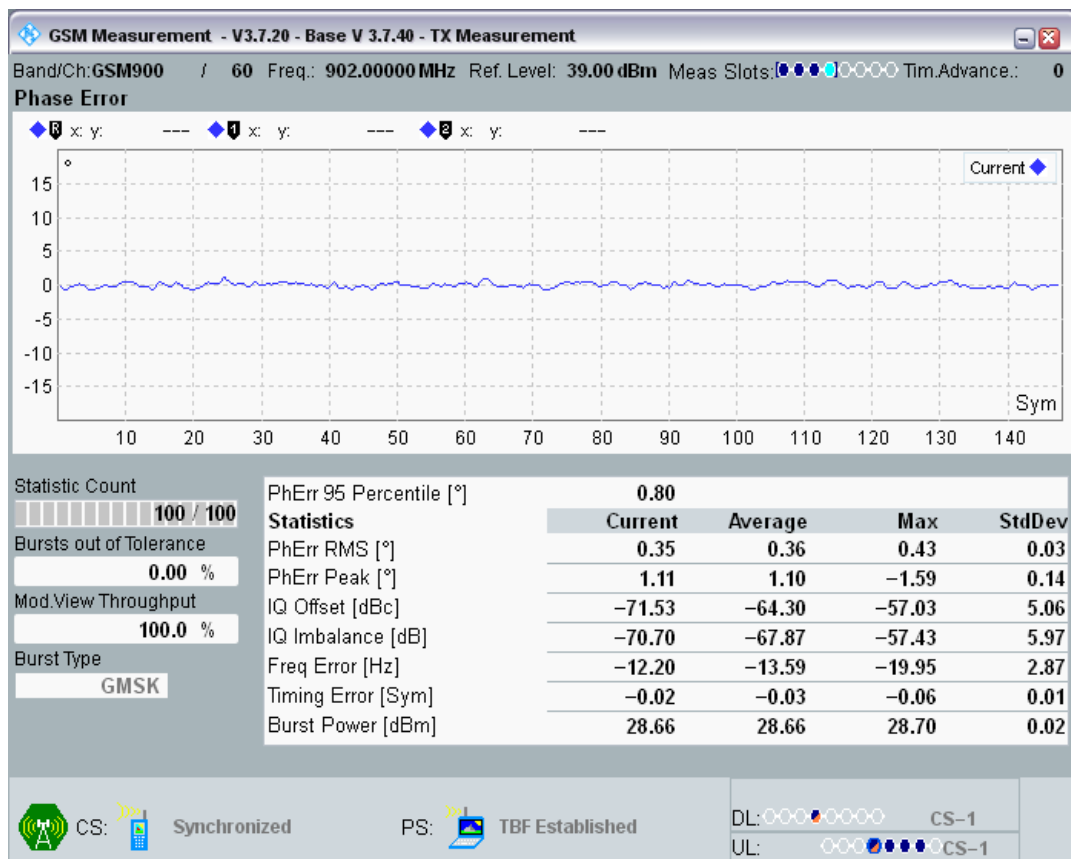 GSM Measurement - V3.7.20 - Base V 3.7.40 - TX Measurement
Band/Ch:GSM900 / 60 Freq.: 902.00000 MHz Ref. Level: 39.00 dBm Meas Slots: Tim.Advance.: 0
Phase Error
R x: y: --- 1 x: y: --- 2 x: y: ---
°
Current
15
10
5
0
-5
-10
-15
Sym
10 20 30 40 50 60 70 80 90 100 110 120 130 140
Statistic Count
100 / 100
Bursts out of Tolerance
0.00 %
Mod.View Throughput
100.0 %
Burst Type
GMSK
PhErr 95 Percentile [°] 0.80
Statistics Current Average Max StdDev
PhErr RMS [°] 0.35 0.36 0.43 0.03
PhErr Peak [°] 1.11 1.10 −1.59 0.14
IQ Offset [dBc] −71.53 −64.30 −57.03 5.06
IQ Imbalance [dB] −70.70 −67.87 −57.43 5.97
Freq Error [Hz] −12.20 −13.59 −19.95 2.87
Timing Error [Sym] −0.02 −0.03 −0.06 0.01
Burst Power [dBm] 28.66 28.66 28.70 0.02
CS: Synchronized PS: TBF Established
DL: CS−1
UL: CS−1